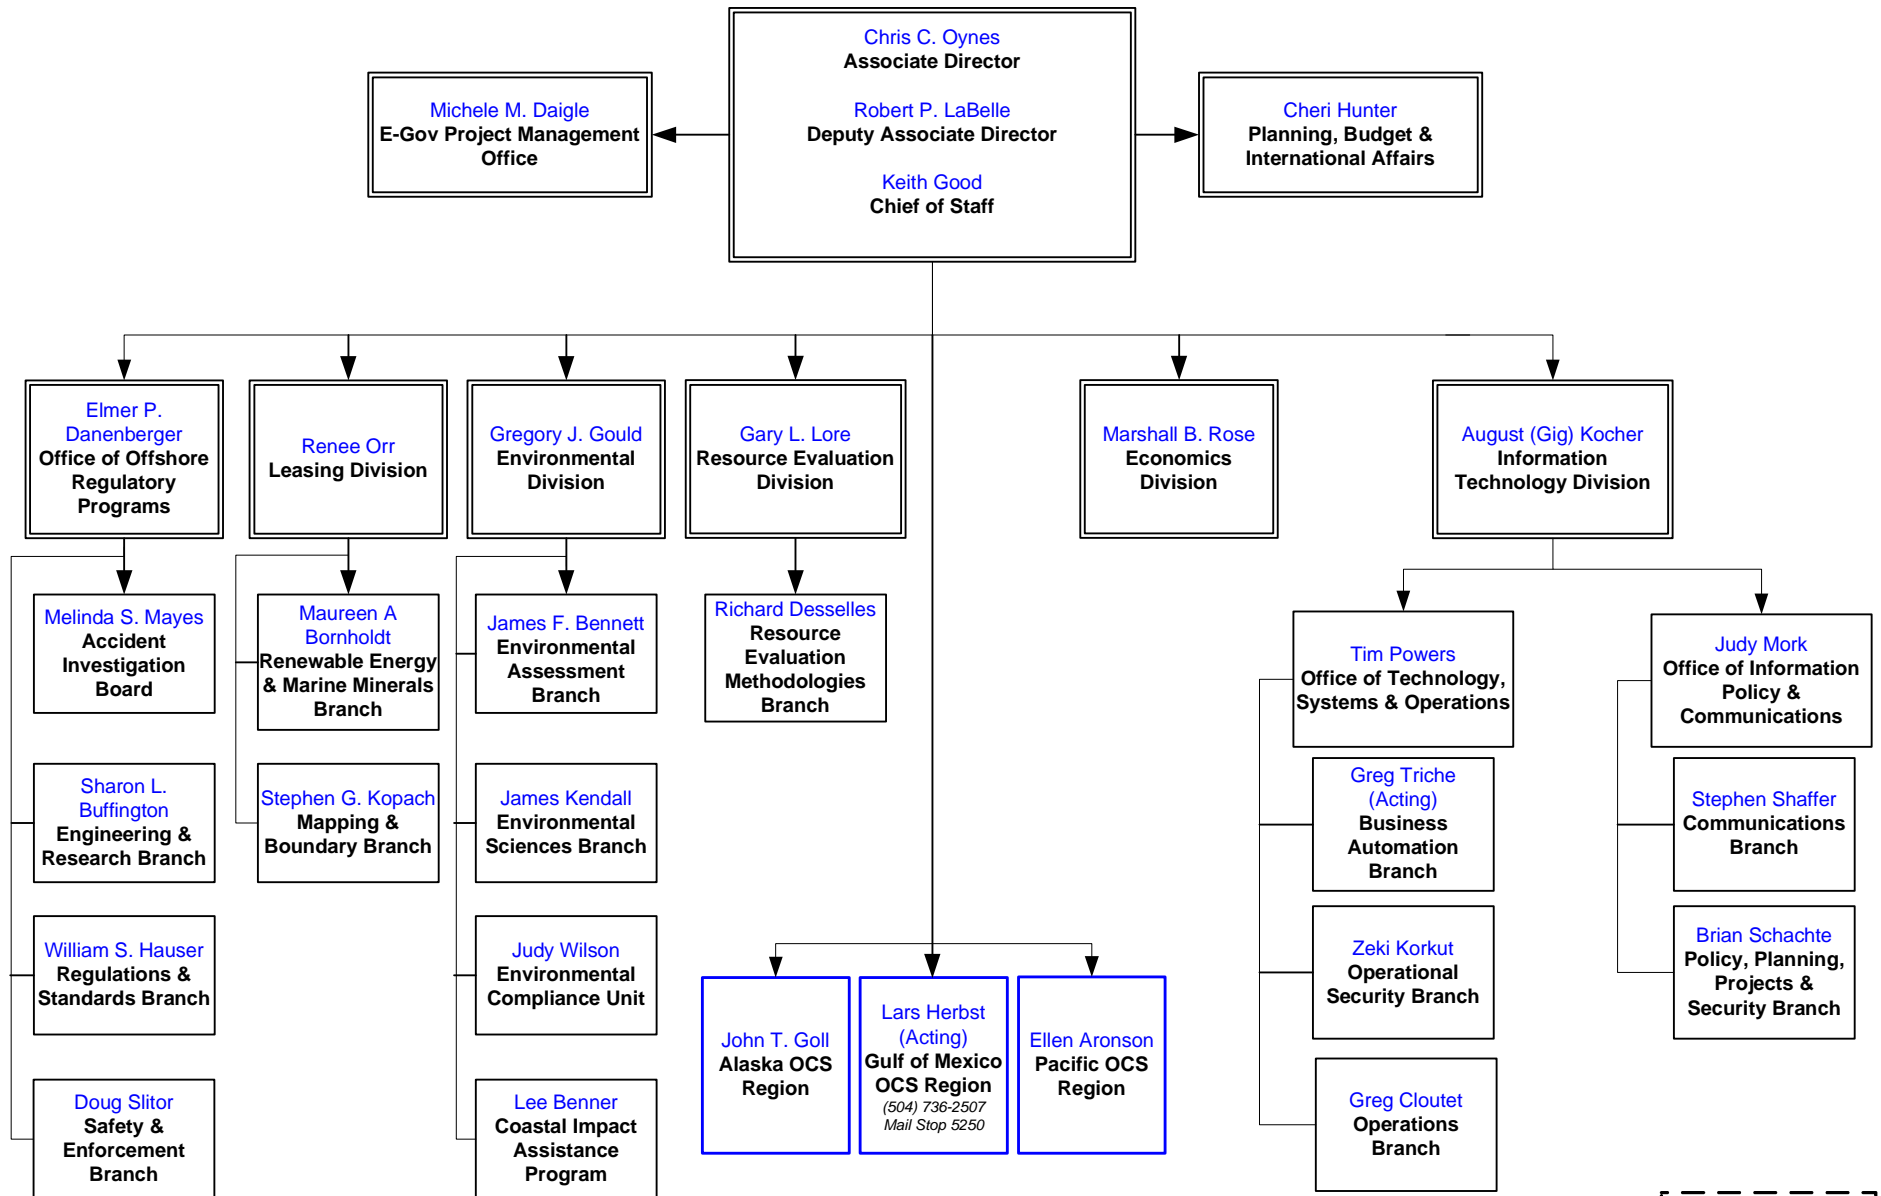 Chris C. Oynes
Associate Director
Robert P. LaBelle
Deputy Associate Director
Keith Good
Chief of Staff
Michele M. Daigle
E-Gov Project Management
Office
Cheri Hunter
Planning, Budget &
International Affairs
Elmer P.
Danenberger
Office of Offshore
Regulatory
Programs
Renee Orr
Leasing Division
Gregory J. Gould
Environmental
Division
Gary L. Lore
Resource Evaluation
Division
Marshall B. Rose
Economics
Division
August (Gig) Kocher
Information
Technology Division
Melinda S. Mayes
Accident
Investigation
Board
Maureen A
Bornholdt
Renewable Energy
& Marine Minerals
Branch
James F. Bennett
Environmental
Assessment
Branch
Richard Desselles
Resource
Evaluation
Methodologies
Branch
Tim Powers
Office of Technology,
Systems & Operations
Judy Mork
Office of Information
Policy &
Communications
Sharon L.
Buffington
Engineering &
Research Branch
Stephen G. Kopach
Mapping &
Boundary Branch
James Kendall
Environmental
Sciences Branch
Greg Triche
(Acting)
Business
Automation
Branch
Stephen Shaffer
Communications
Branch
William S. Hauser
Regulations &
Standards Branch
Judy Wilson
Environmental
Compliance Unit
Zeki Korkut
Operational
Security Branch
Brian Schachte
Policy, Planning,
Projects &
Security Branch
John T. Goll
Alaska OCS
Region
Lars Herbst
(Acting)
Gulf of Mexico
OCS Region
(504) 736-2507
Mail Stop 5250
Ellen Aronson
Pacific OCS
Region
Doug Slitor
Safety &
Enforcement
Branch
Lee Benner
Coastal Impact
Assistance
Program
Greg Cloutet
Operations
Branch